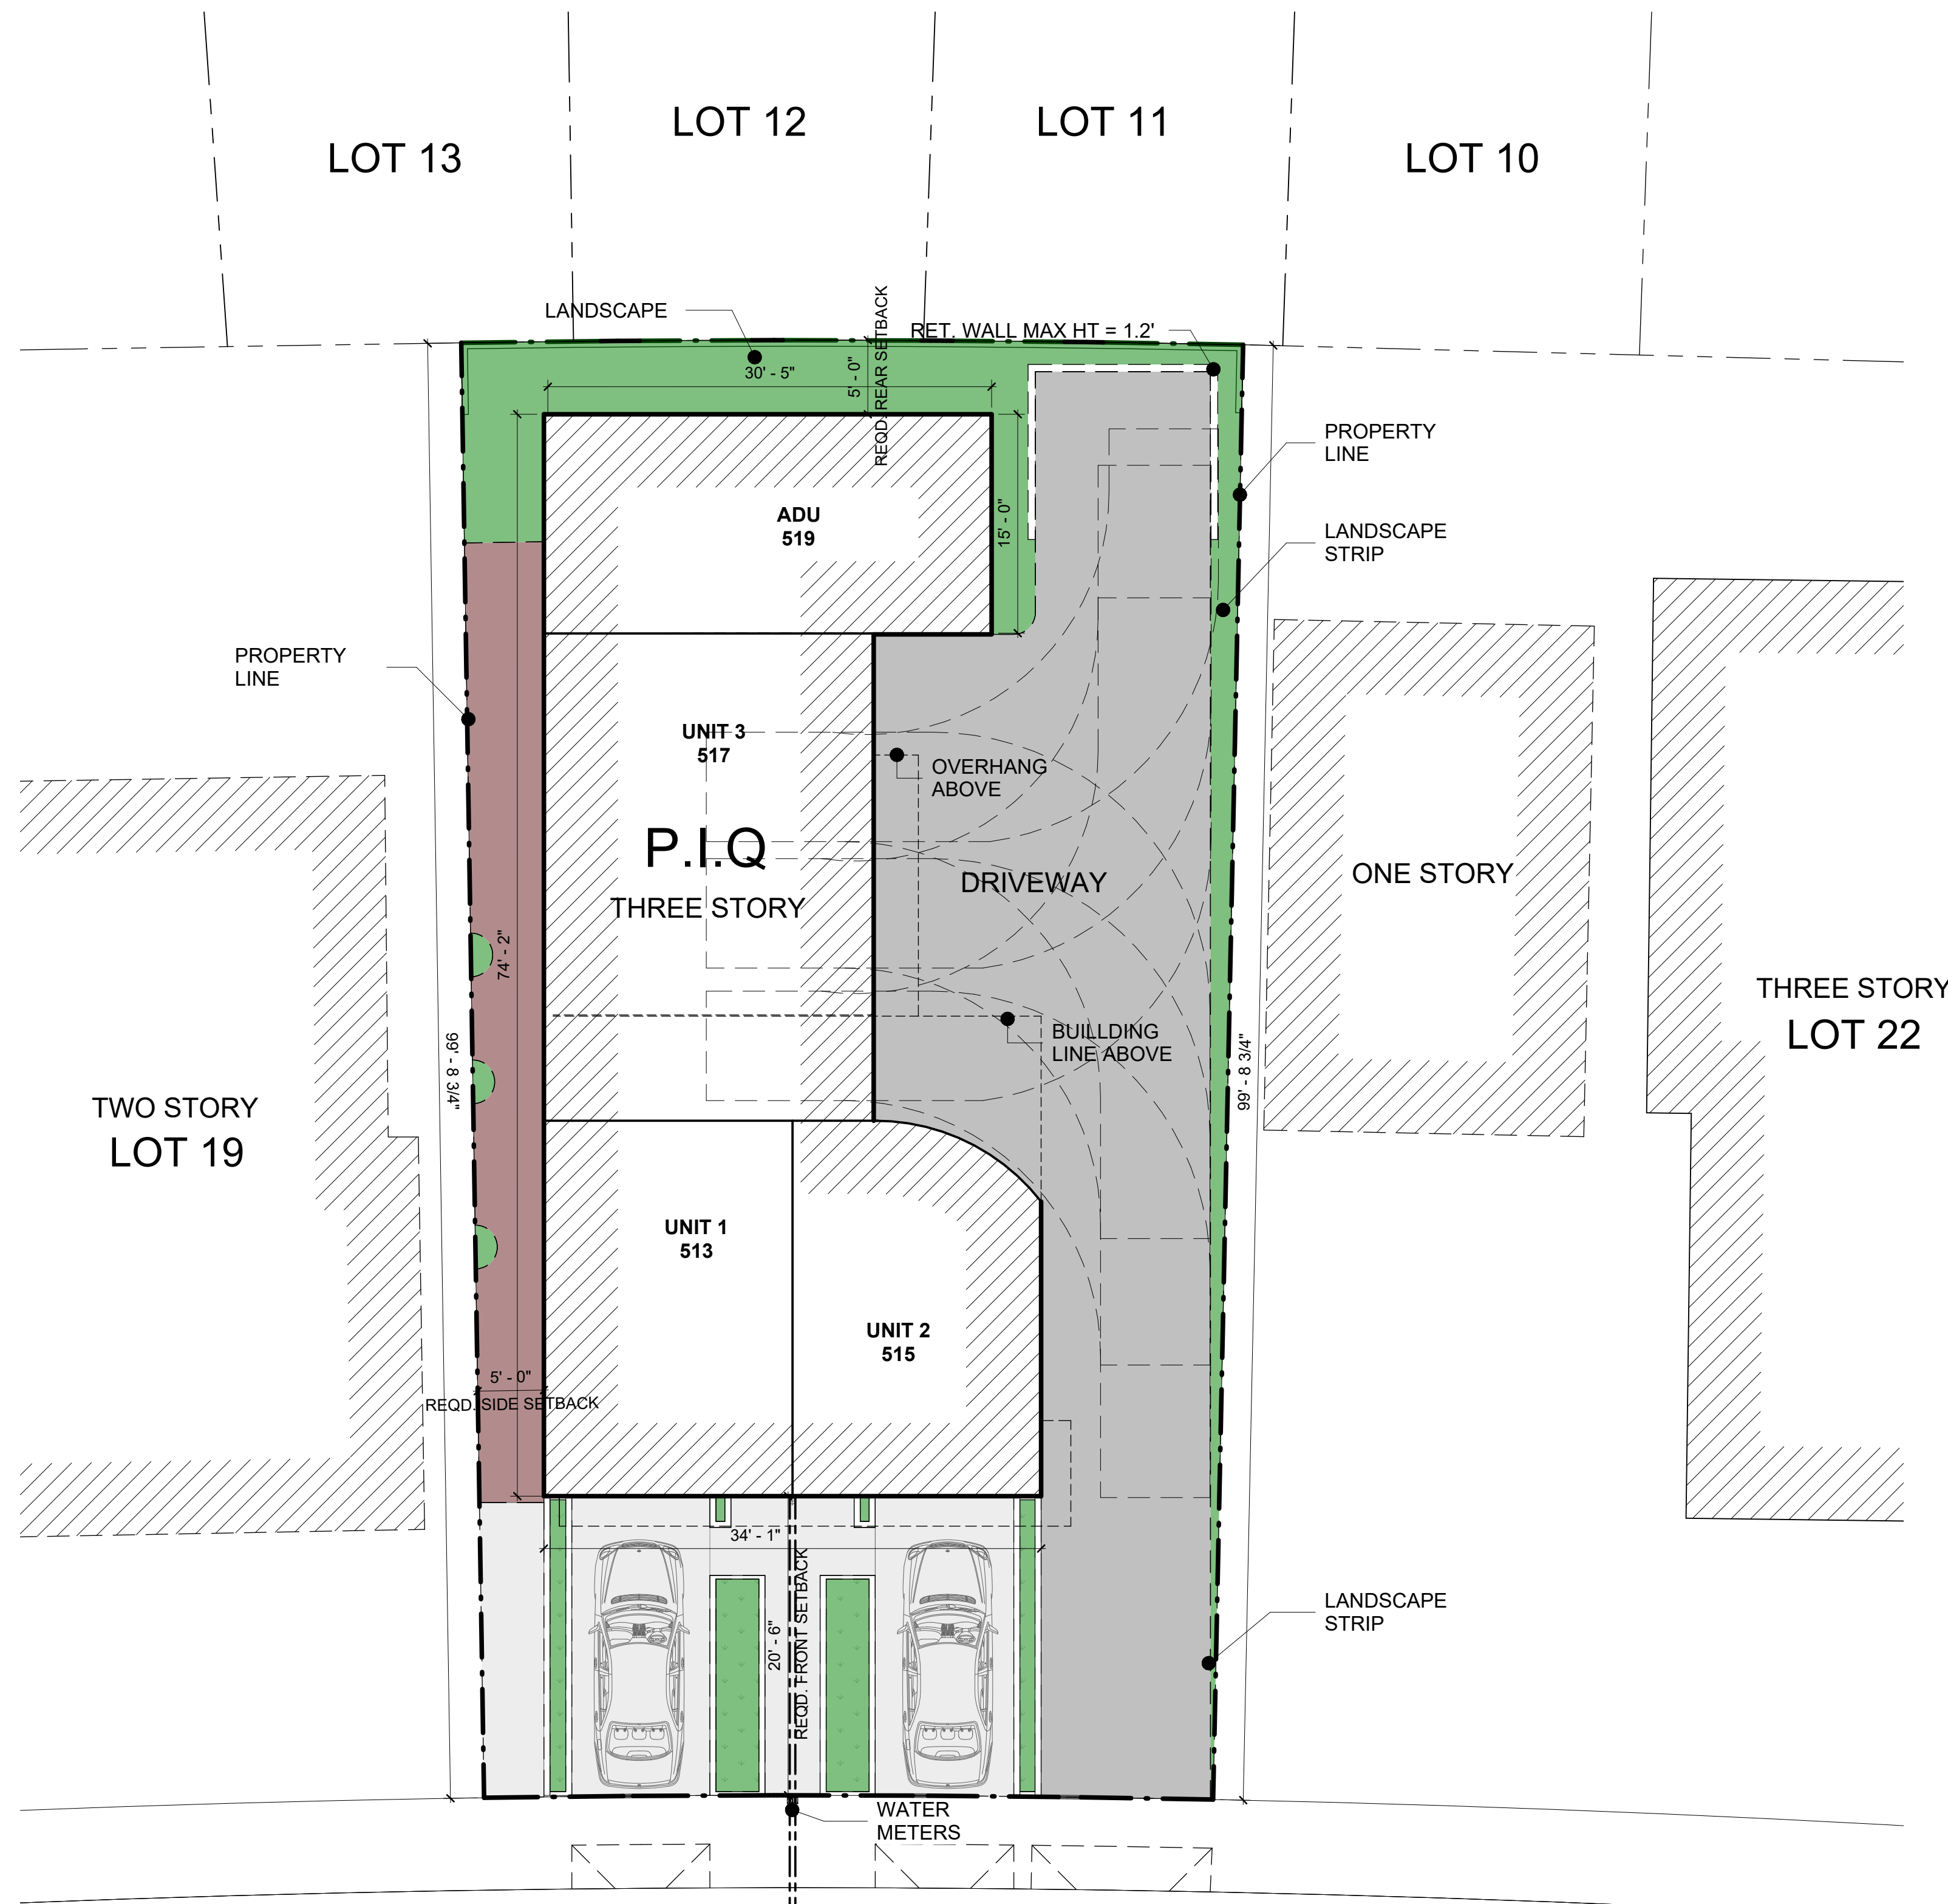 LOT 13
LOT 12
LOT 11
LOT 10
LANDSCAPE
RET. WALL MAX HT = 1.2'
30' - 5"
5' - 0"
REQD. REAR SETBACK
PROPERTY
LINE
ADU
519
15' - 0"
LANDSCAPE
STRIP
PROPERTY
LINE
UNIT 3
517
OVERHANG
ABOVE
P.I.Q
THREE STORY
DRIVEWAY
ONE STORY
74' - 2"
THREE STORY
LOT 22
99' - 8 3/4"
BUILLDING
LINE ABOVE
99' - 8 3/4"
TWO STORY
LOT 19
UNIT 1
513
UNIT 2
515
5' - 0"
REQD. SIDE SETBACK
34' - 1"
20' - 6"
REQD. FRONT SETBACK
LANDSCAPE
STRIP
WATER
METERS